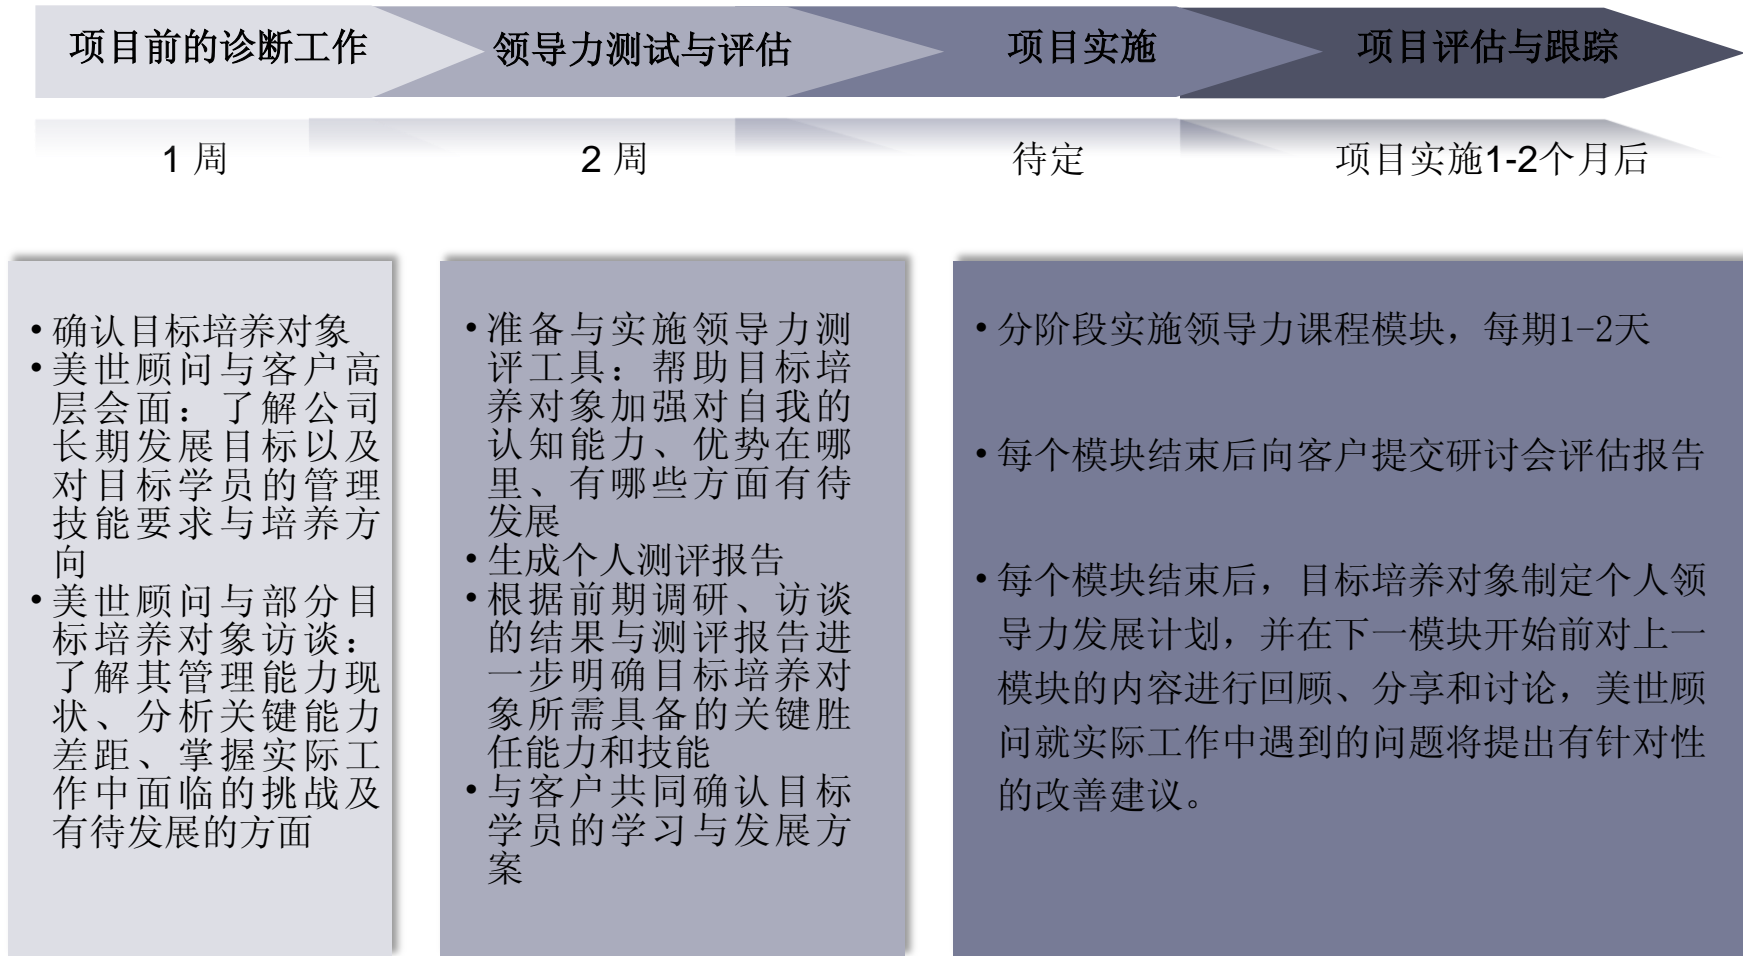 项目前的诊断工作
领导力测试与评估
项目实施
项目评估与跟踪
1 周
2 周
待定
项目实施1-2个月后
•确认目标培养对象
•美世顾问与客户高
层会面：了解公司
长期发展目标以及
对目标学员的管理
技能要求与培养方
向
•美世顾问与部分目
标培养对象访谈：
了解其管理能力现
状、分析关键能力
差距、掌握实际工
作中面临的挑战及
有待发展的方面
•准备与实施领导力测
评工具：帮助目标培
养对象加强对自我的
认知能力、优势在哪
里、有哪些方面有待
发展
•生成个人测评报告
•根据前期调研、访谈
的结果与测评报告进
一步明确目标培养对
象所需具备的关键胜
任能力和技能
•与客户共同确认目标
学员的学习与发展方
案
•分阶段实施领导力课程模块，每期1-2天
•每个模块结束后向客户提交研讨会评估报告
•每个模块结束后，目标培养对象制定个人领
导力发展计划，并在下一模块开始前对上一
模块的内容进行回顾、分享和讨论，美世顾
问就实际工作中遇到的问题将提出有针对性
的改善建议。